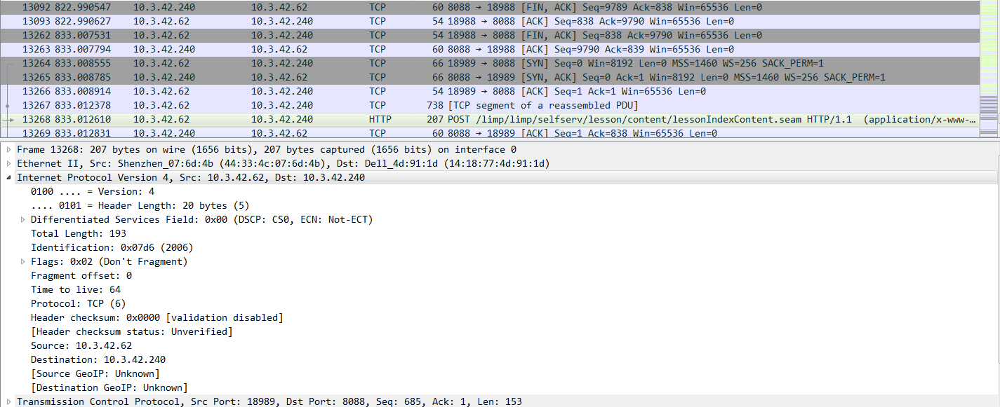 13092 822.990547 10.3.42.240 10.3.42.62 TCP 60 8088 → 18988 [FIN, ACK] Seq=9789 Ack=838 Win=65536 Len=0
13093 822.990627 10.3.42.62 10.3.42.240 TCP 54 18988 → 8088 [ACK] Seq=838 Ack=9790 Win=65536 Len=0
13262 833.007531 10.3.42.62 10.3.42.240 TCP 54 18988 → 8088 [FIN, ACK] Seq=838 Ack=9790 Win=65536 Len=0
13263 833.007794 10.3.42.240 10.3.42.62 TCP 60 8088 → 18988 [ACK] Seq=9790 Ack=839 Win=65536 Len=0
13264 833.008555 10.3.42.62 10.3.42.240 TCP 66 18989 → 8088 [SYN] Seq=0 Win=8192 Len=0 MSS=1460 WS=256 SACK_PERM=1
13265 833.008785 10.3.42.240 10.3.42.62 TCP 66 8088 → 18989 [SYN, ACK] Seq=0 Ack=1 Win=8192 Len=0 MSS=1460 WS=256 SACK_PERM=1
13266 833.008914 10.3.42.62 10.3.42.240 TCP 54 18989 → 8088 [ACK] Seq=1 Ack=1 Win=65536 Len=0
13267 833.012378 10.3.42.62 10.3.42.240 TCP 738 [TCP segment of a reassembled PDU]
13268 833.012610 10.3.42.62 10.3.42.240 HTTP 207 POST /limp/limp/selfserv/lesson/content/lessonIndexContent.seam HTTP/1.1 (application/x-www-…
13269 833.012831 10.3.42.240 10.3.42.62 TCP 60 8088 → 18989 [ACK] Seq=1 Ack=838 Win=65536 Len=0
Frame 13268: 207 bytes on wire (1656 bits), 207 bytes captured (1656 bits) on interface 0
Ethernet II, Src: Shenzhen_07:6d:4b (44:33:4c:07:6d:4b), Dst: Dell_4d:91:1d (14:18:77:4d:91:1d)
Internet Protocol Version 4, Src: 10.3.42.62, Dst: 10.3.42.240
0100 .... = Version: 4
.... 0101 = Header Length: 20 bytes (5)
Differentiated Services Field: 0x00 (DSCP: CS0, ECN: Not-ECT)
Total Length: 193
Identification: 0x07d6 (2006)
Flags: 0x02 (Don't Fragment)
Fragment offset: 0
Time to live: 64
Protocol: TCP (6)
Header checksum: 0x0000 [validation disabled]
[Header checksum status: Unverified]
Source: 10.3.42.62
Destination: 10.3.42.240
[Source GeoIP: Unknown]
[Destination GeoIP: Unknown]
Transmission Control Protocol, Src Port: 18989, Dst Port: 8088, Seq: 685, Ack: 1, Len: 153